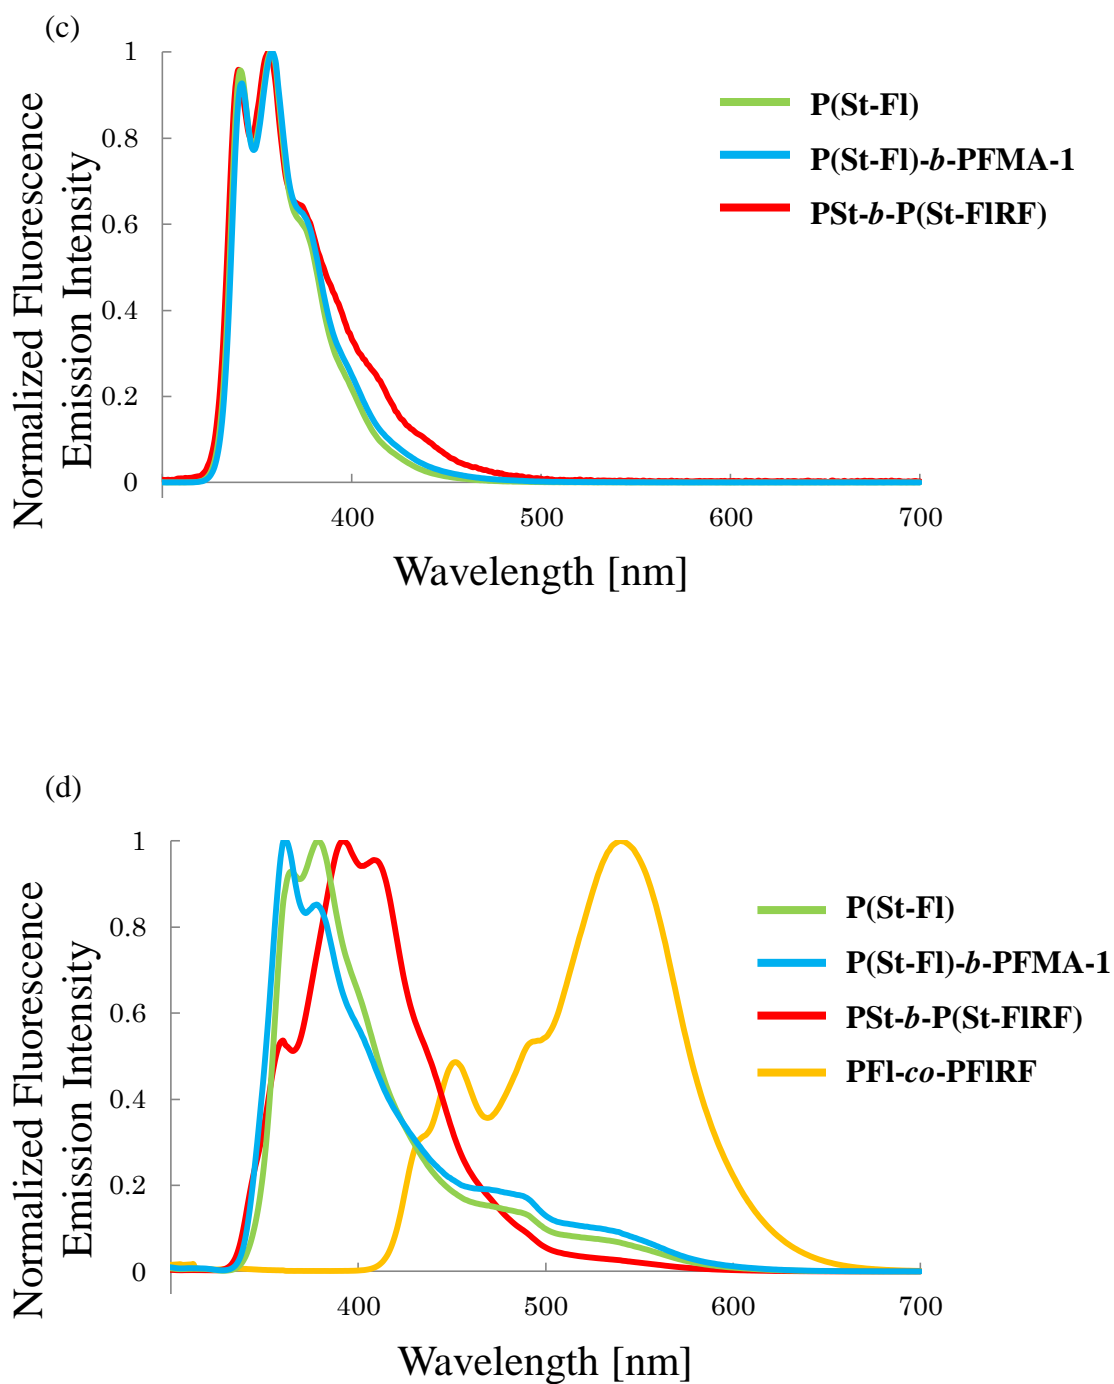 (c)
Normalized Fluorescence
Emission Intensity
1
0.8
0.6
0.4
0.2
0
400
500
600
700
Wavelength [nm]
P(St-Fl)
P(St-Fl)-b-PFMA-1
PSt-b-P(St-FlRF)
(d)
Normalized Fluorescence
Emission Intensity
1
0.8
0.6
0.4
0.2
0
400
500
600
700
Wavelength [nm]
P(St-Fl)
P(St-Fl)-b-PFMA-1
PSt-b-P(St-FlRF)
PFl-co-PFlRF